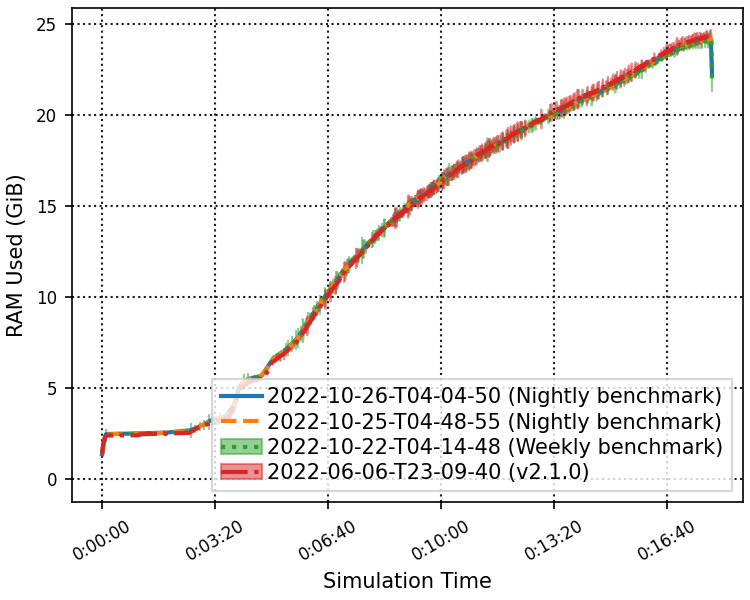 25
20
15
10
5
0
RAM Used (GiB)
2022-10-26-T04-04-50 (Nightly benchmark)
2022-10-25-T04-48-55 (Nightly benchmark)
2022-10-22-T04-14-48 (Weekly benchmark)
2022-06-06-T23-09-40 (v2.1.0)
0:00:00
0:03:20
0:06:40
0:10:00
0:13:20
0:16:40
Simulation Time